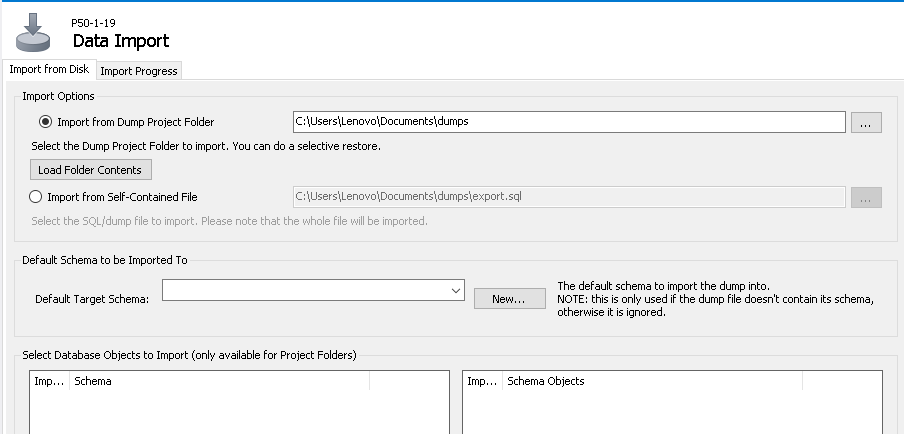 P50-1-19
Data Import
Import from Disk
Import Progress
Import Options
Import from Dump Project Folder
C:\Users\Lenovo\Documents\dumps
...
Select the Dump Project Folder to import. You can do a selective restore.
Load Folder Contents
Import from Self-Contained File
C:\Users\Lenovo\Documents\dumps\export.sql
...
Select the SQL/dump file to import. Please note that the whole file will be imported.
Default Schema to be Imported To
Default Target Schema:
New...
The default schema to import the dump into.
NOTE: this is only used if the dump file doesn't contain its schema,
otherwise it is ignored.
Select Database Objects to Import (only available for Project Folders)
Imp... Schema
Imp... Schema Objects